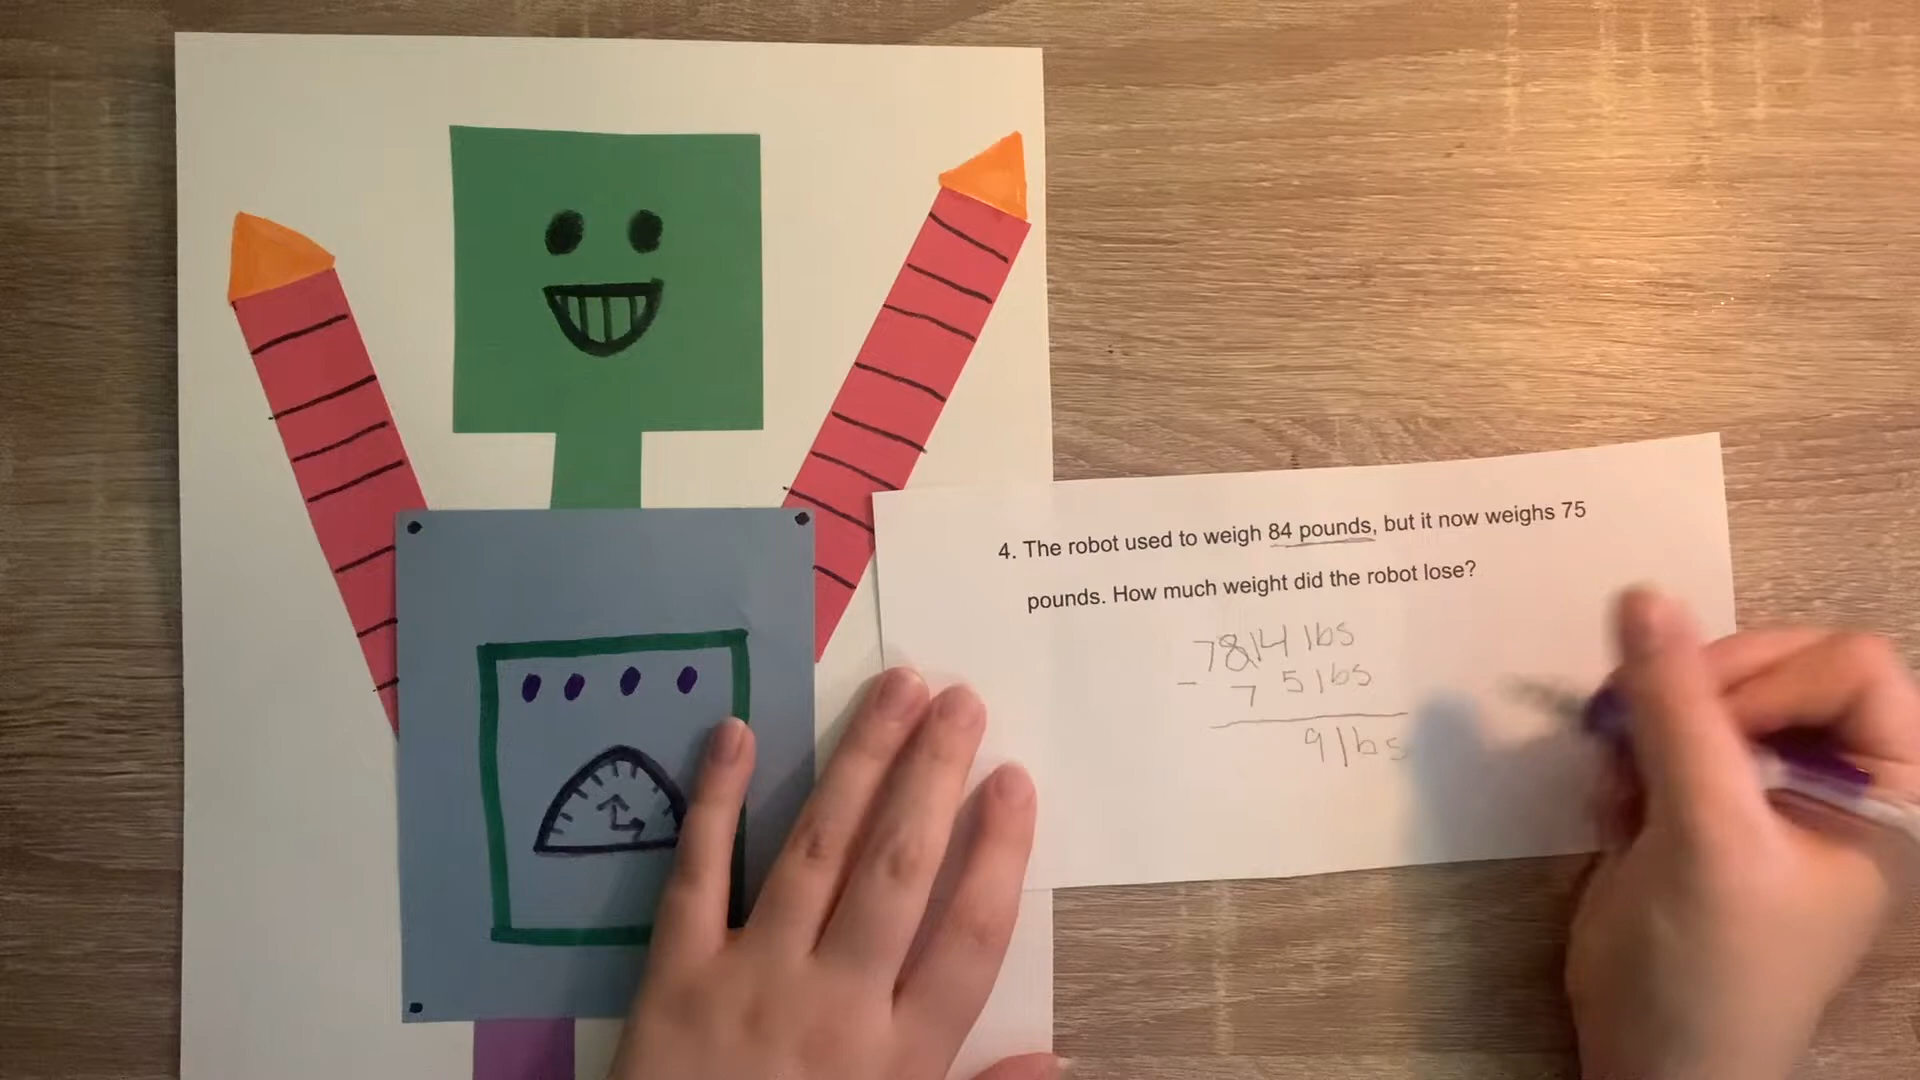 4. The robot used to weigh 84 pounds, but it now weighs 75
pounds. How much weight did the robot lose?
7814 lbs
- 7 5 lbs
9 lbs